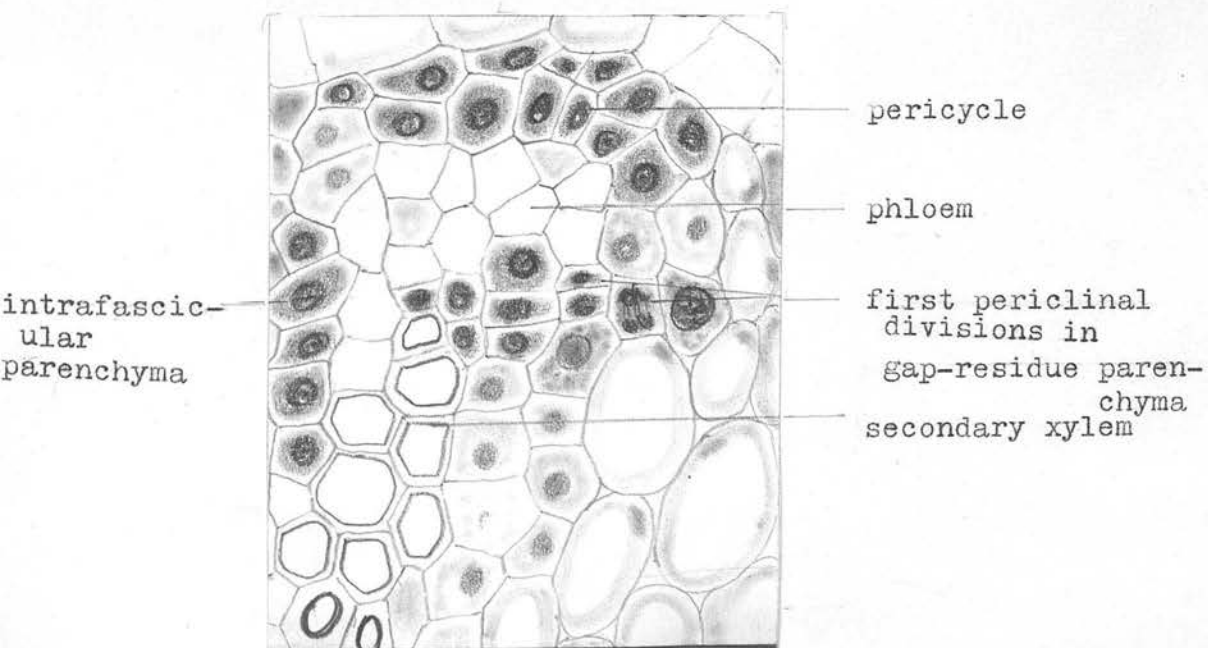 pericycle
phloem
intrafascic-
ular
parenchyma
first periclinal
divisions in
gap-residue paren-
chyma
secondary xylem